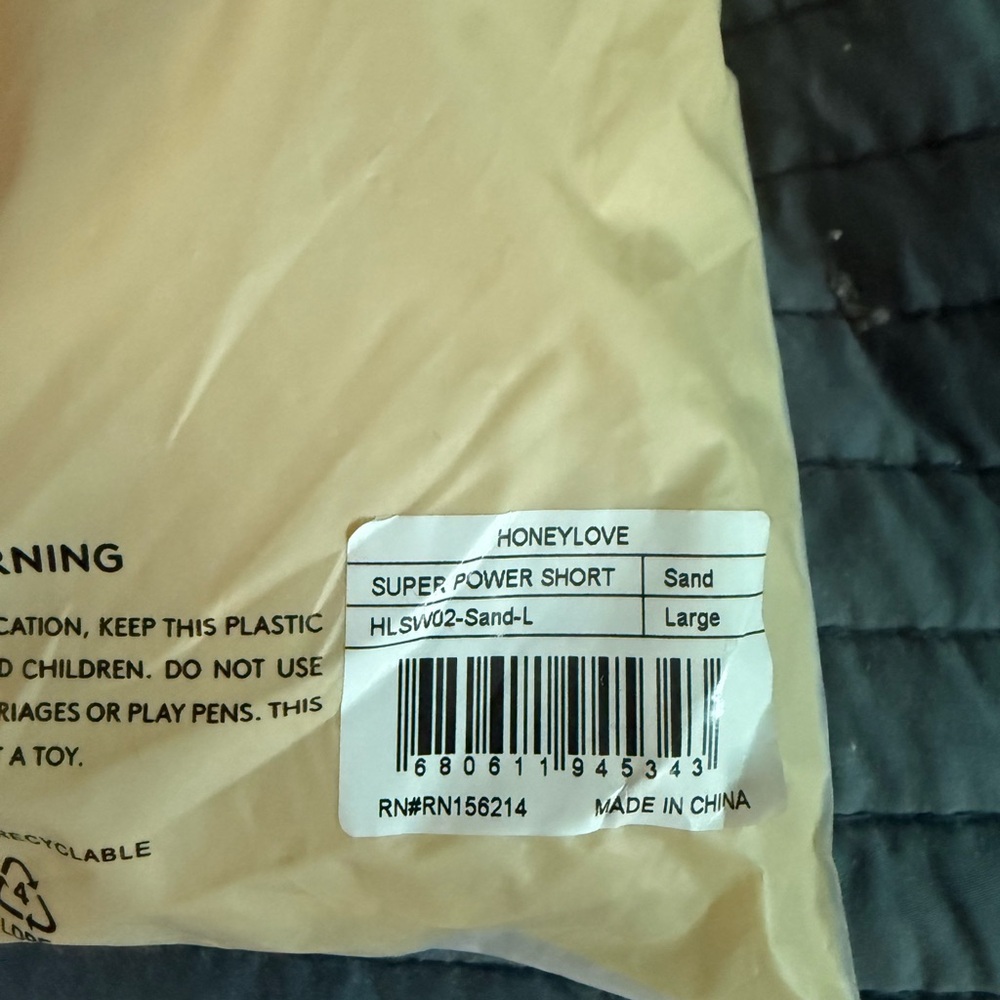 RNING
CATION, KEEP THIS PLASTIC
D CHILDREN. DO NOT USE
RIAGES OR PLAY PENS. THIS
T A TOY.
RECYCLABLE
4
HONEYLOVE
SUPER POWER SHORT Sand
HLSW02-Sand-L Large
680611945343
RN#RN156214 MADE IN CHINA